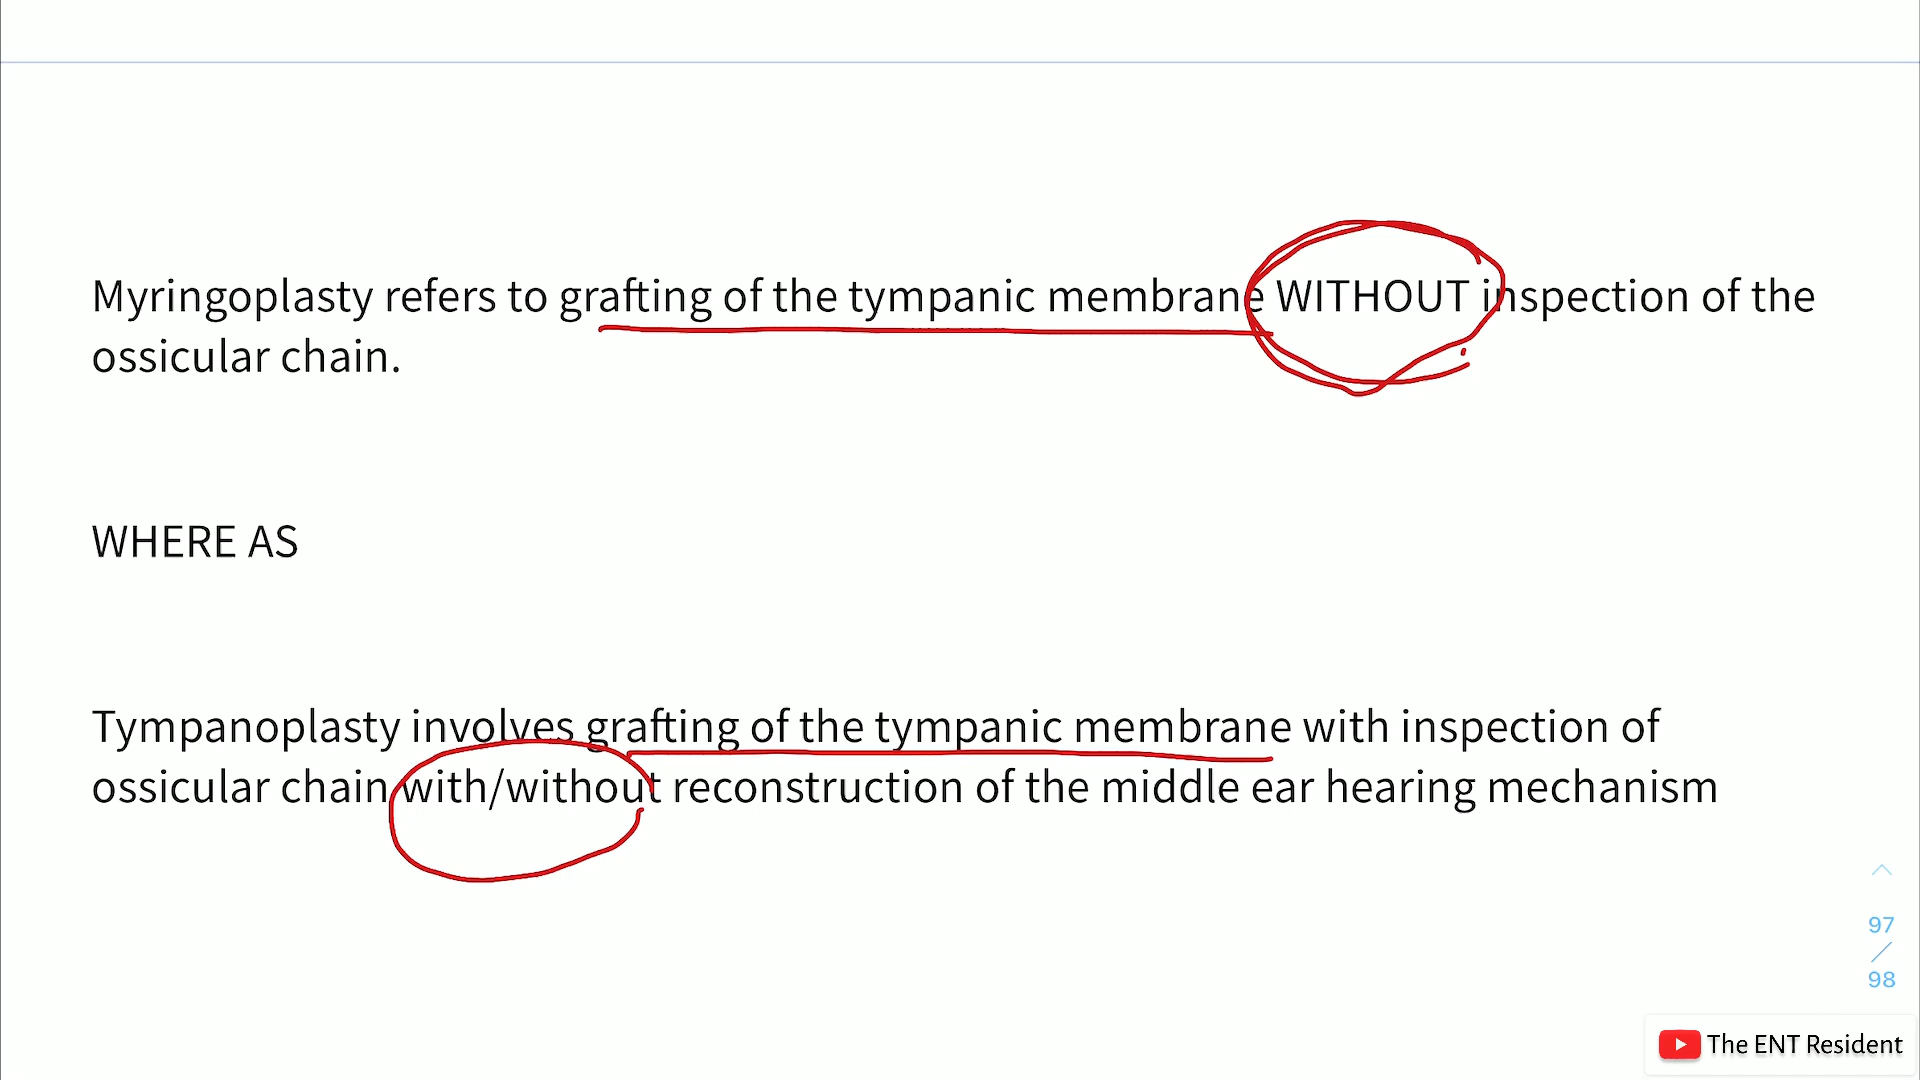 Myringoplasty refers to grafting of the tympanic membrane WITHOUT inspection of the
ossicular chain.
WHERE AS
Tympanoplasty involves grafting of the tympanic membrane with inspection of
ossicular chain with/without reconstruction of the middle ear hearing mechanism
97
/
98
The ENT Resident